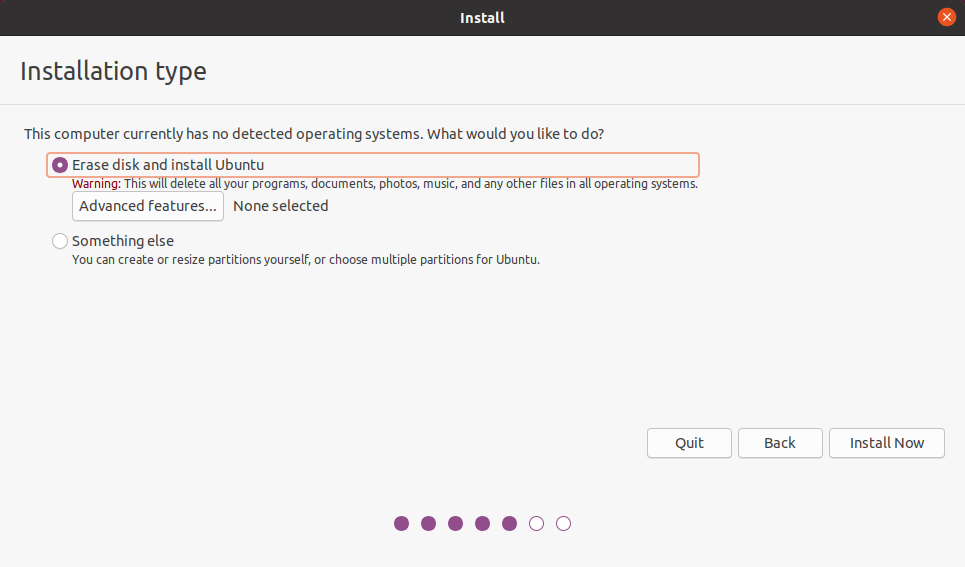 Install
Installation type
This computer currently has no detected operating systems. What would you like to do?
Erase disk and install Ubuntu
Warning: This will delete all your programs, documents, photos, music, and any other files in all operating systems.
Advanced features... None selected
Something else
You can create or resize partitions yourself, or choose multiple partitions for Ubuntu.
Quit Back Install Now